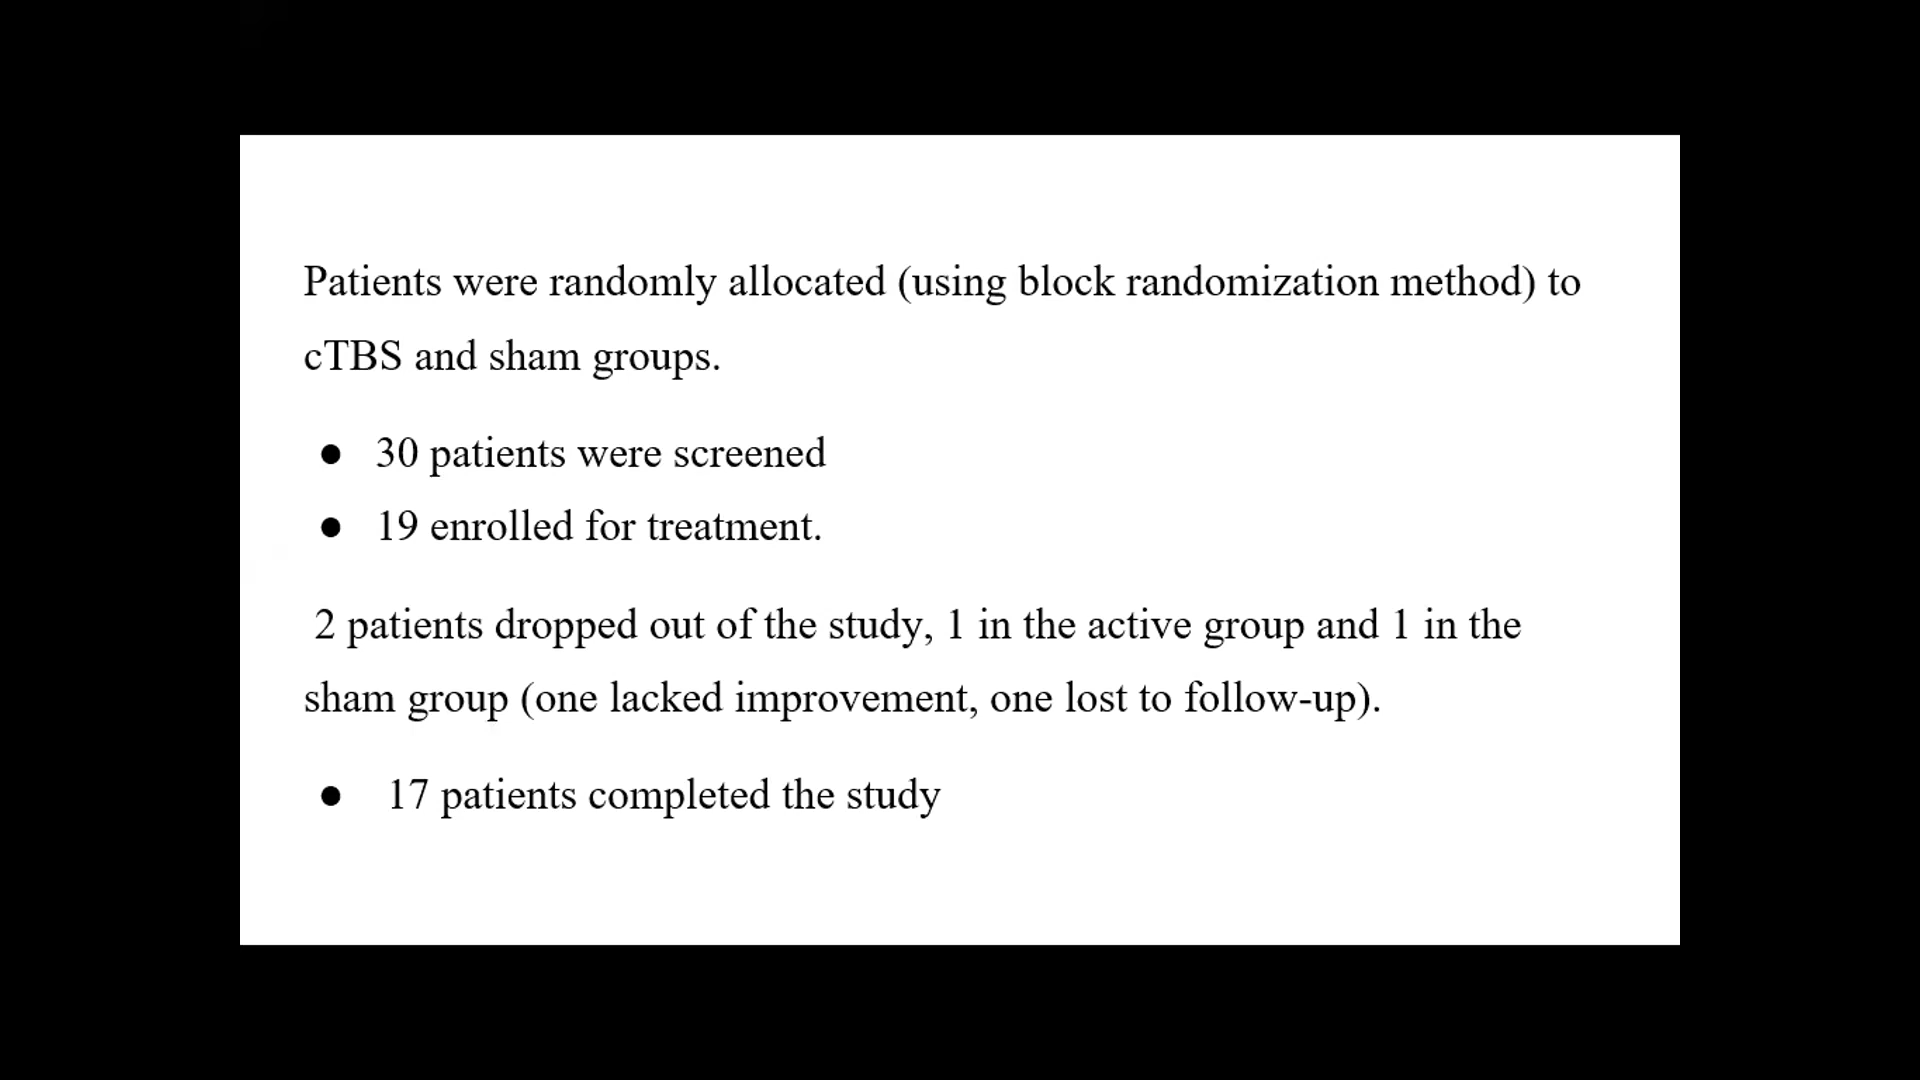 Patients were randomly allocated (using block randomization method) to
cTBS and sham groups.
● 30 patients were screened
● 19 enrolled for treatment.
2 patients dropped out of the study, 1 in the active group and 1 in the
sham group (one lacked improvement, one lost to follow-up).
● 17 patients completed the study